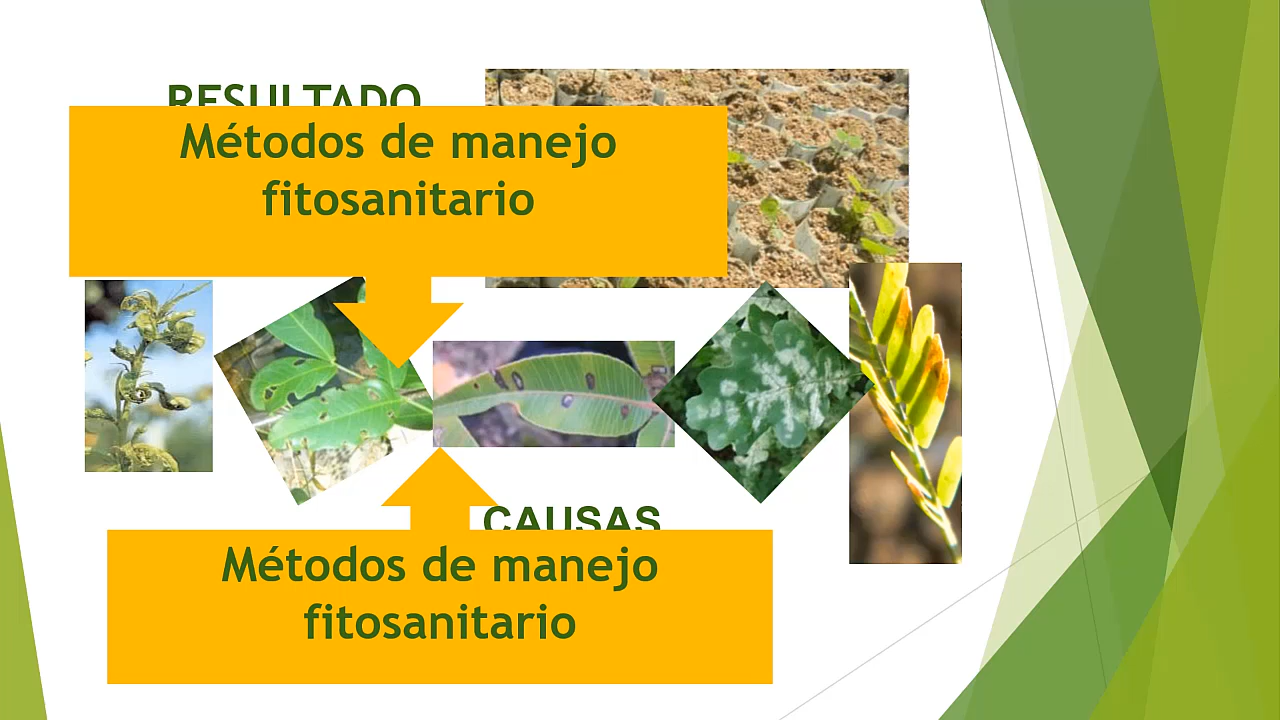 RESULTADO
Métodos de manejo
fitosanitario
CAUSAS
Métodos de manejo
fitosanitario